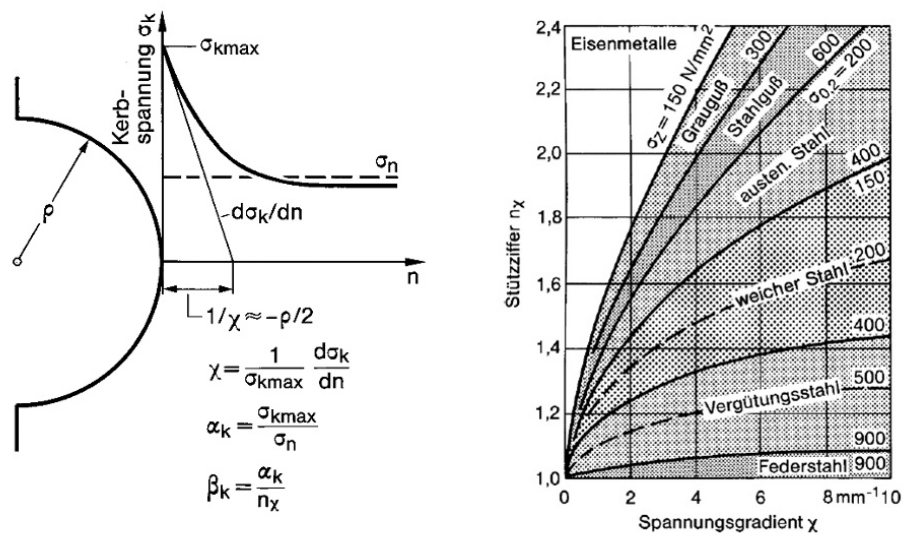 Kerb-
spannung σk
σkmax
σn
ρ
dσk/dn
n
1/χ ≈ -ρ/2
χ = 1/σkmax dσk/dn
αk = σkmax/σn
βk = αk/nχ
Stützziffer nχ
2,4
2,2
2,0
1,8
1,6
1,4
1,2
1,0
Eisenmetalle
σZ = 150 N/mm²
300
600
σ0,2 = 200
Grauguß
Stahlguß
austen. Stahl
400
150
200
weicher Stahl
400
500
Vergütungsstahl
900
Federstahl 900
0 2 4 6 8 mm⁻¹ 10
Spannungsgradient χ